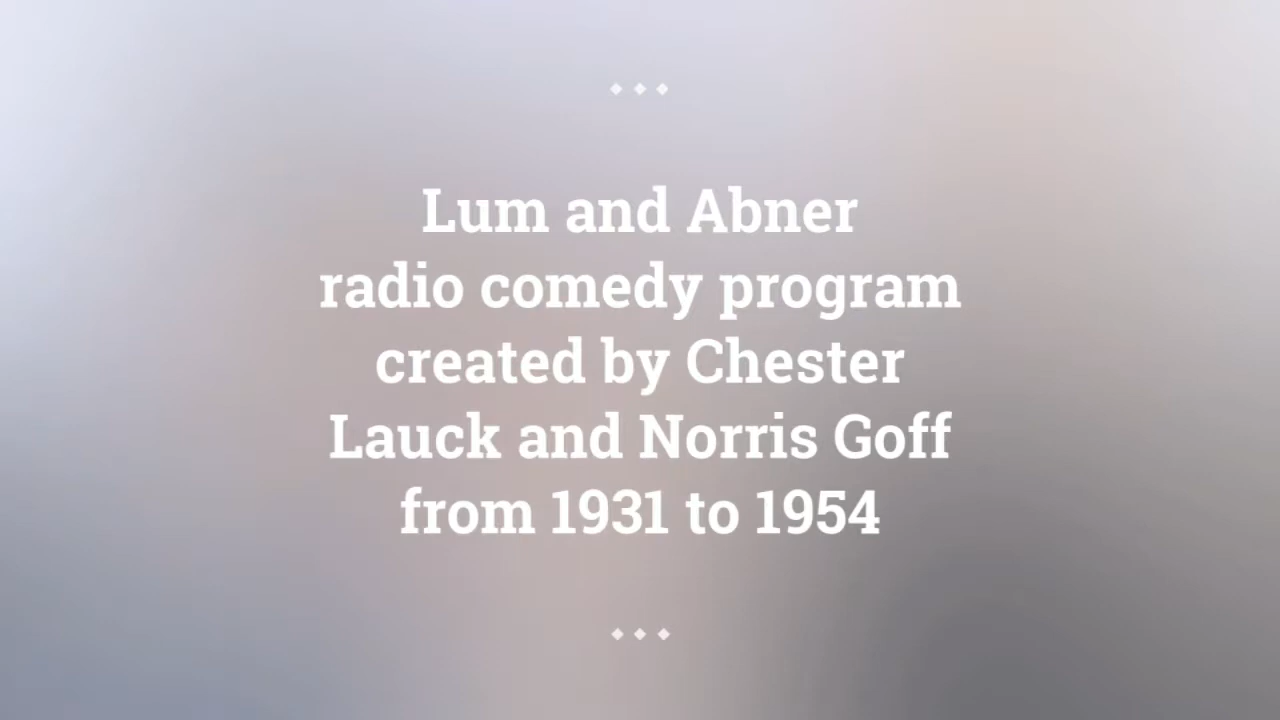 Lum and Abner
radio comedy program
created by Chester
Lauck and Norris Goff
from 1931 to 1954